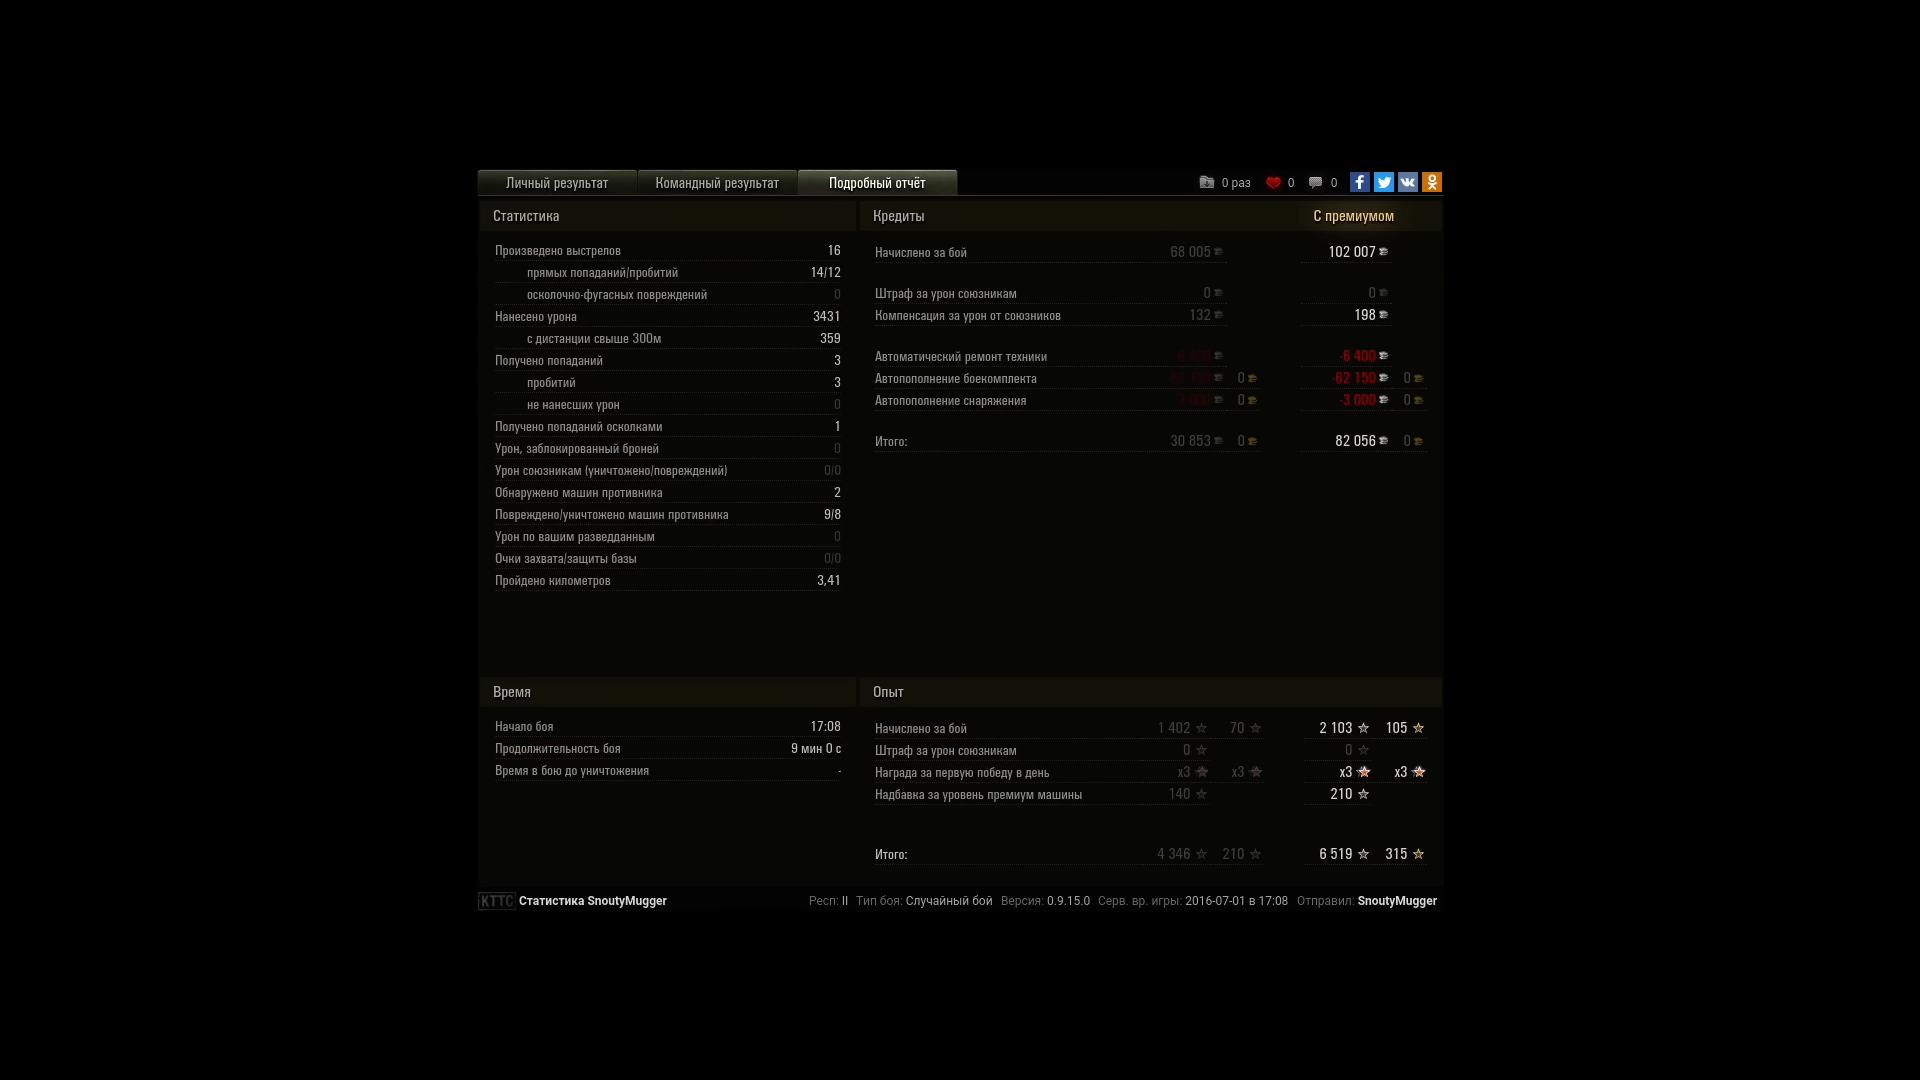 Личный результат Командный результат Подробный отчёт 0 раз 0 0
Статистика
Произведено выстрелов 16
прямых попаданий/пробитий 14/12
осколочно-фугасных повреждений 0
Нанесено урона 3431
с дистанции свыше 300м 359
Получено попаданий 3
пробитий 3
не нанесших урон 0
Получено попаданий осколками 1
Урон, заблокированный броней 0
Урон союзникам (уничтожено/повреждений) 0/0
Обнаружено машин противника 2
Повреждено/уничтожено машин противника 9/8
Урон по вашим разведданным 0
Очки захвата/защиты базы 0/0
Пройдено километров 3,41
Кредиты С премиумом
Начислено за бой 68 005 102 007
Штраф за урон союзникам 0 0
Компенсация за урон от союзников 132 198
Автоматический ремонт техники -6 400
Автопополнение боекомплекта 0 -62 150 0
Автопополнение снаряжения 0 -3 000 0
Итого: 30 853 0 82 056 0
Время
Начало боя 17:08
Продолжительность боя 9 мин 0 с
Время в бою до уничтожения -
Опыт
Начислено за бой 1 402 70 2 103 105
Штраф за урон союзникам 0 0
Награда за первую победу в день x3 x3 x3 x3
Надбавка за уровень премиум машины 140 210
Итого: 4 346 210 6 519 315
КТТС Статистика SnoutyMugger Респ: II Тип боя: Случайный бой Версия: 0.9.15.0 Серв. вр. игры: 2016-07-01 в 17:08 Отправил: SnoutyMugger